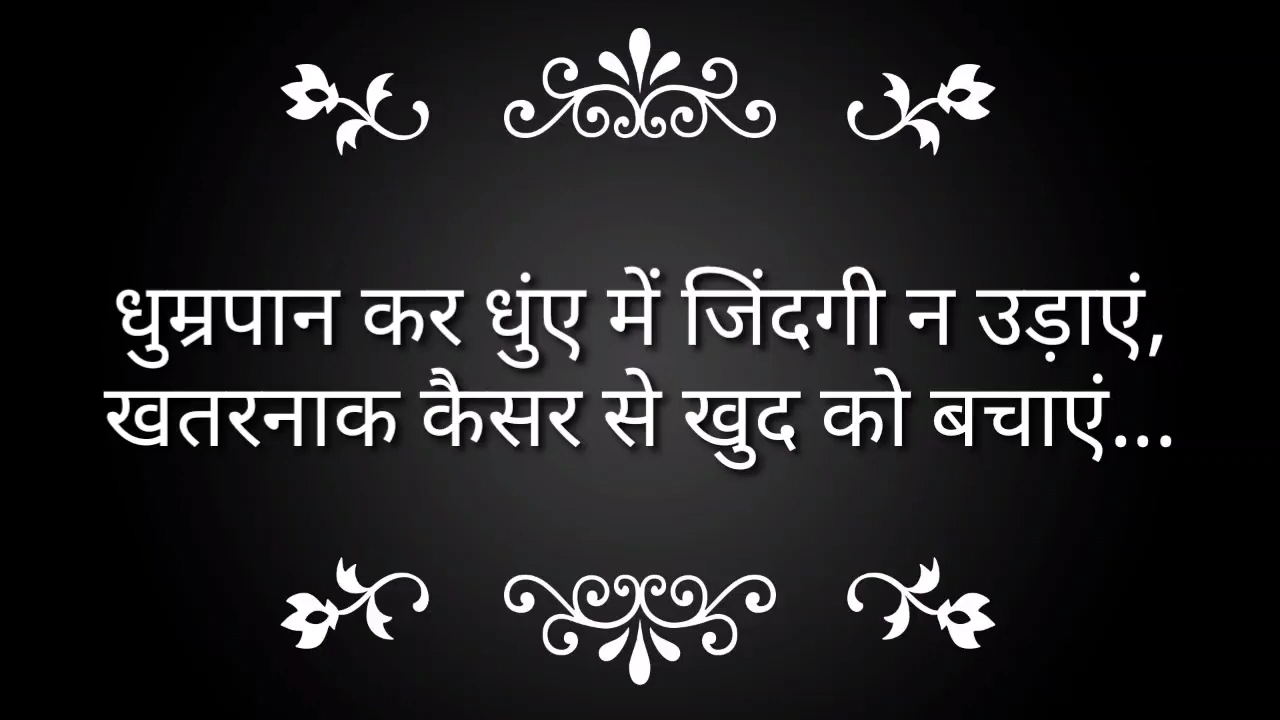 धुम्रपान कर धुंए में जिंदगी न उड़ाएं,
खतरनाक कैसर से खुद को बचाएं...